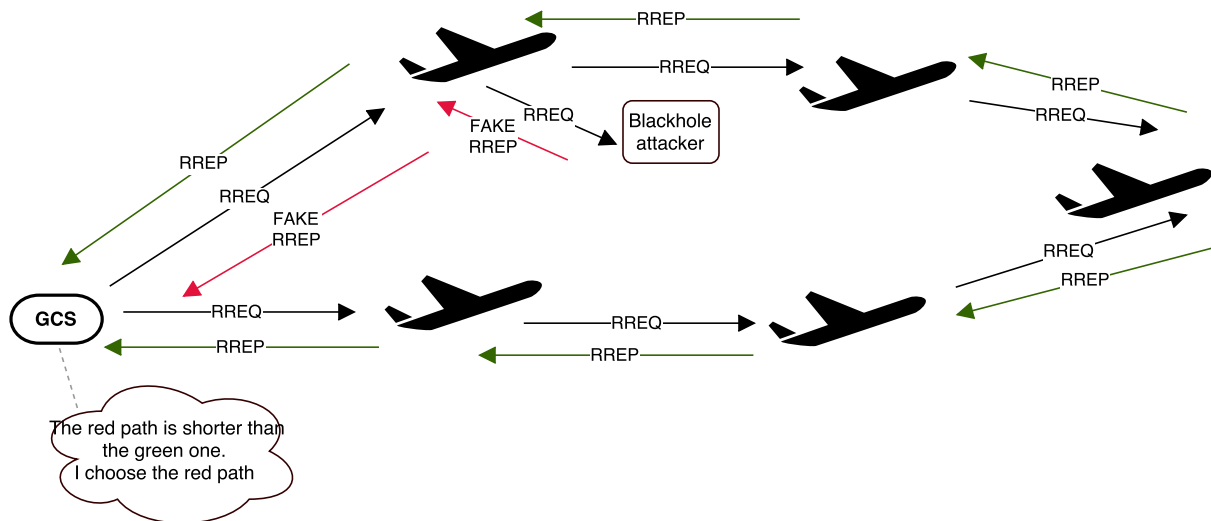 RREP
RREQ
RREP
RREQ
RREQ
FAKE
RREP
Blackhole
attacker
RREP
RREQ
FAKE
RREP
RREQ
RREP
GCS
RREQ
RREP
RREQ
RREP
The red path is shorter than
the green one.
I choose the red path